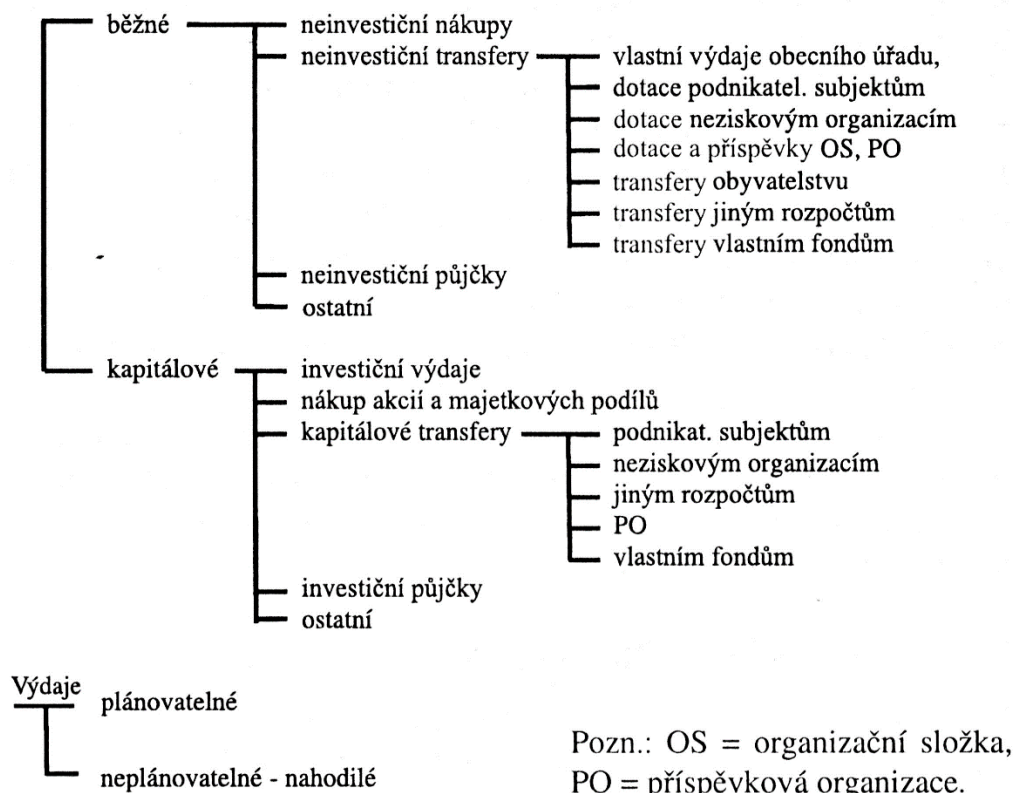 běžné
neinvestiční nákupy
neinvestiční transfery
vlastní výdaje obecního úřadu,
dotace podnikatel. subjektům
dotace neziskovým organizacím
dotace a příspěvky OS, PO
transfery obyvatelstvu
transfery jiným rozpočtům
transfery vlastním fondům
neinvestiční půjčky
ostatní
kapitálové
investiční výdaje
nákup akcií a majetkových podílů
kapitálové transfery
podnikat. subjektům
neziskovým organizacím
jiným rozpočtům
PO
vlastním fondům
investiční půjčky
ostatní
Výdaje
plánovatelné
neplánovatelné - nahodilé
Pozn.: OS = organizační složka,
PO = příspěvková organizace.